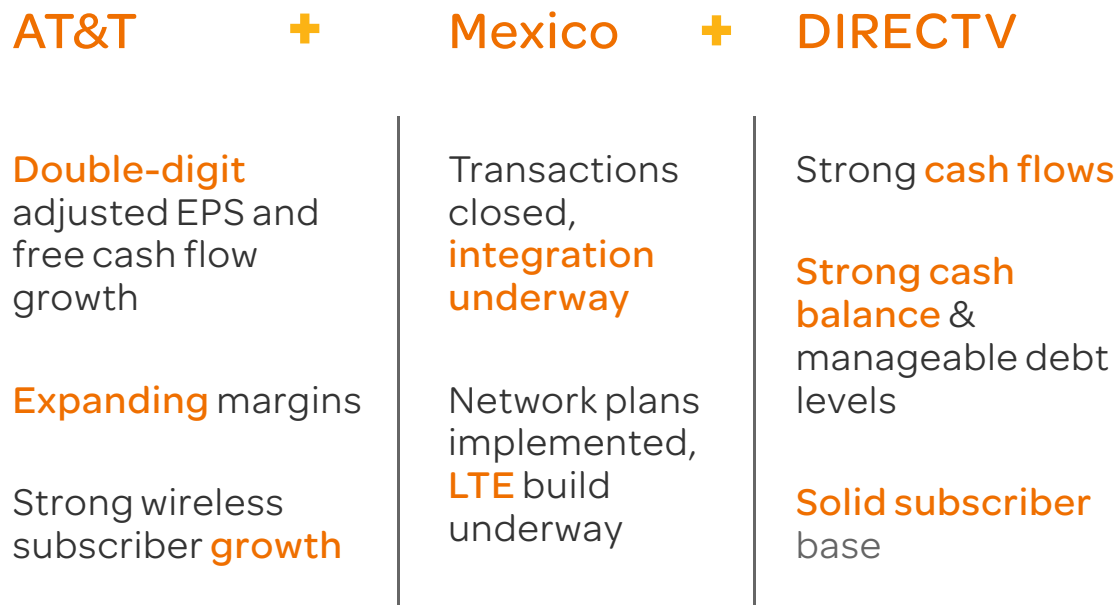 AT&T + Mexico + DIRECTV
Double-digit
adjusted EPS and
free cash flow
growth
Expanding margins
Strong wireless
subscriber growth
Transactions
closed,
integration
underway
Network plans
implemented,
LTE build
underway
Strong cash flows
Strong cash
balance &
manageable debt
levels
Solid subscriber
base